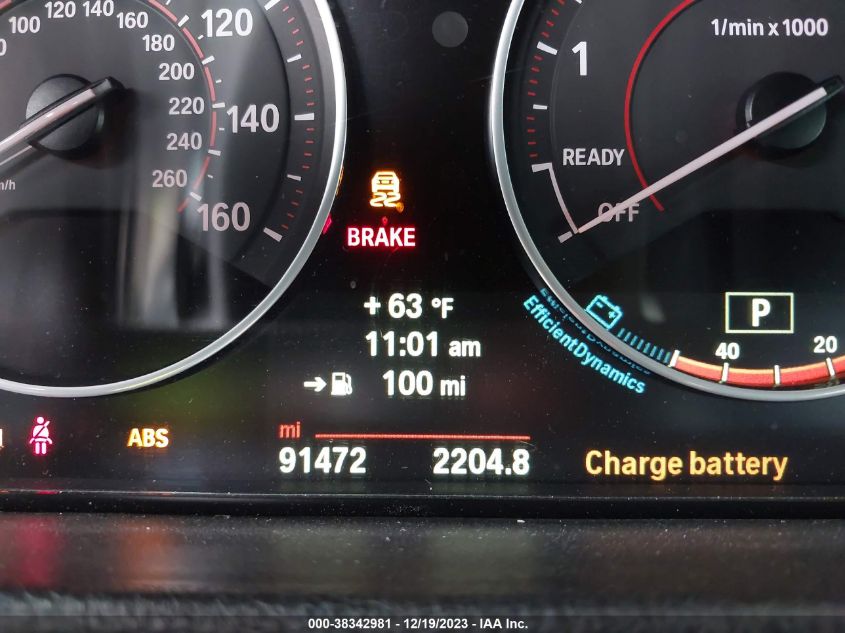 100 120 140 160 180 200 220 240 260
120 140 160
1/min x 1000
1
READY
OFF
BRAKE
+ 63 °F
11:01 am
100 mi
EfficientDynamics
P
40 20
ABS
mi
91472 2204.8
Charge battery
000-38342981 - 12/19/2023 - IAA Inc.